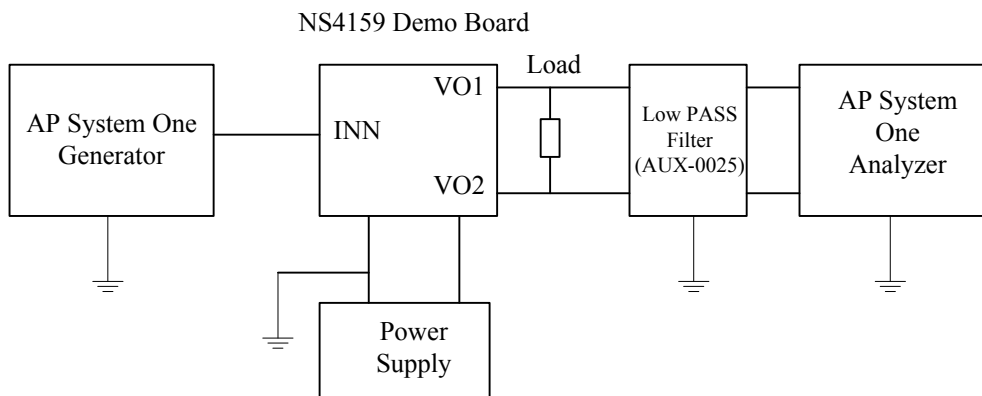 NS4159 Demo Board
AP System One
Generator
INN
VO1
VO2
Load
Low PASS
Filter
(AUX-0025)
AP System
One
Analyzer
Power
Supply